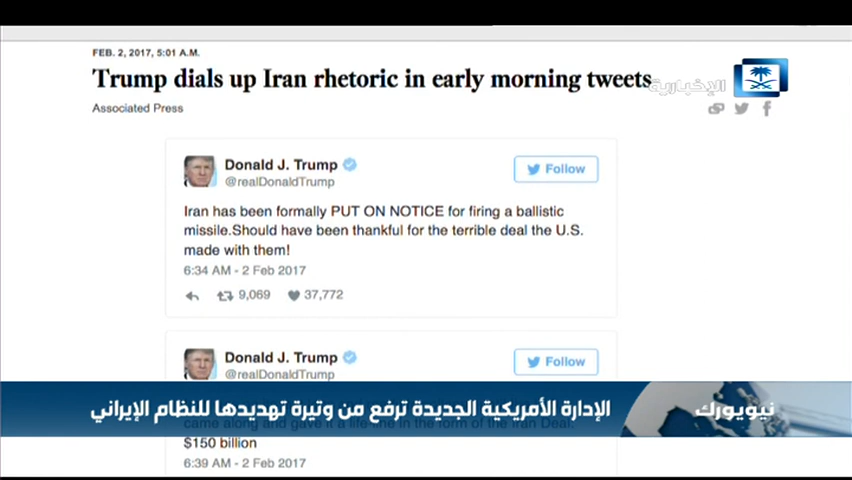 FEB. 2, 2017, 5:01 A.M.
Trump dials up Iran rhetoric in early morning tweets
الإخبارية
Associated Press
Donald J. Trump
@realDonaldTrump
Follow
Iran has been formally PUT ON NOTICE for firing a ballistic
missile.Should have been thankful for the terrible deal the U.S.
made with them!
6:34 AM - 2 Feb 2017
9,069 37,772
Donald J. Trump
@realDonaldTrump
Follow
نيويورك
الإدارة الأمريكية الجديدة ترفع من وتيرة تهديدها للنظام الإيراني
came along and gave it a life-line in the form of the Iran Deal:
$150 billion
6:39 AM - 2 Feb 2017